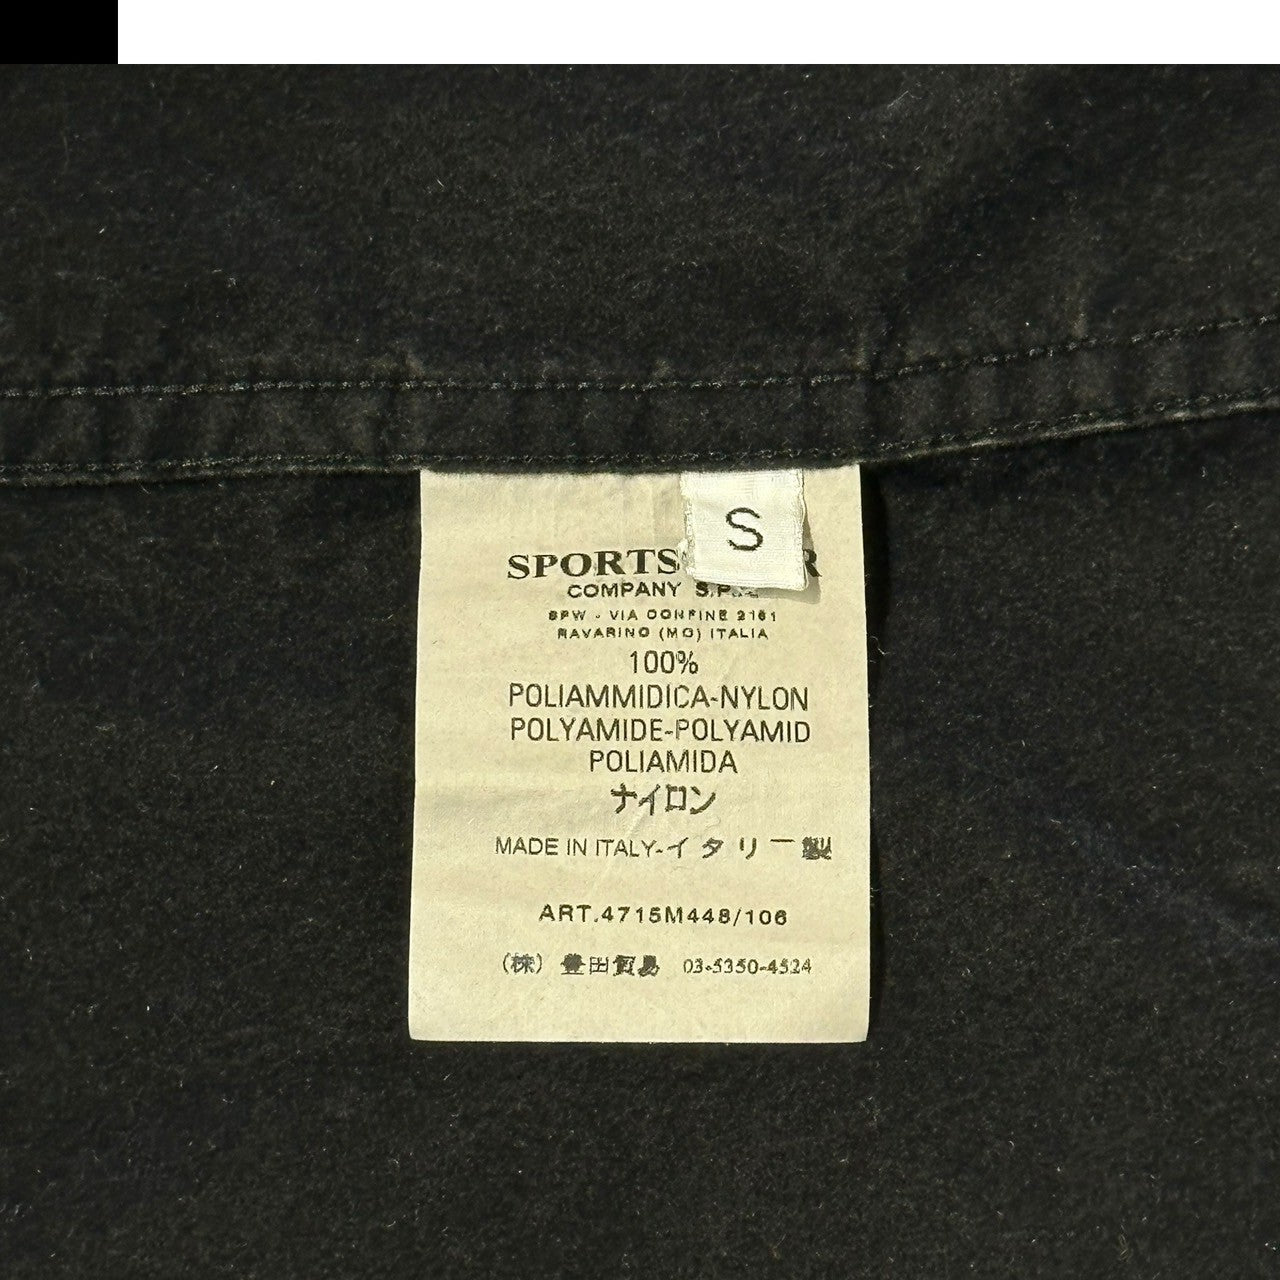 S
SPORTS R
COMPANY S.P.A.
SPW - VIA CONFINE 2161
RAVARINO (MO) ITALIA
100%
POLIAMMIDICA-NYLON
POLYAMIDE-POLYAMID
POLIAMIDA
ナイロン
MADE IN ITALY-イタリー製
ART.4715M448/106
(株) 豊田貿易 03-5350-4524